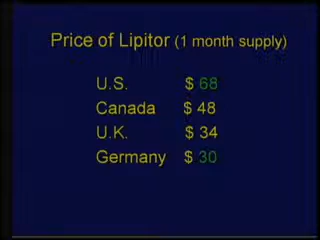 Price of Lipitor (1 month supply)
U.S. $ 68
Canada $ 48
U.K. $ 34
Germany $ 30